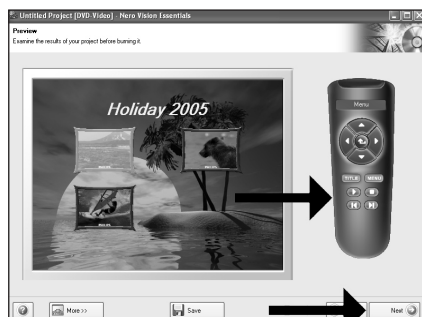 Untitled Project [DVD-Video] - Nero Vision Essentials
Preview
Examine the results of your project before burning it.
Menu
Holiday 2005
TITLE
MENU
More >>
Save
Next